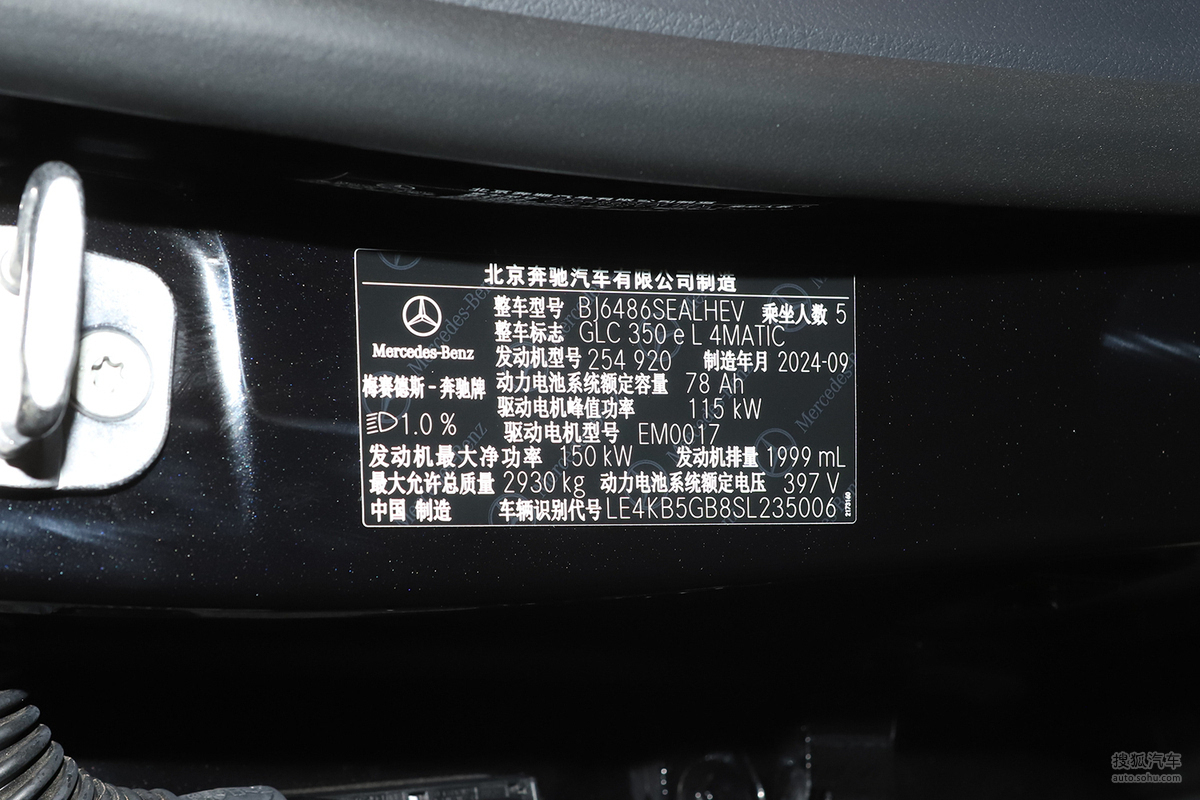 北京奔驰汽车有限公司制造
整车型号 BJ6486SEALHEV 乘坐人数 5
整车标志 GLC 350 e L 4MATIC
Mercedes-Benz
发动机型号 254 920 制造年月 2024-09
梅赛德斯-奔驰牌 动力电池系统额定容量 78 Ah
驱动电机峰值功率 115 kW
1.0 % 驱动电机型号 EM0017
发动机最大净功率 150 kW 发动机排量 1999 mL
最大允许总质量 2930 kg 动力电池系统额定电压 397 V
中国 制造 车辆识别代号 LE4KB5GB8SL235006
搜狐汽车
auto.sohu.com